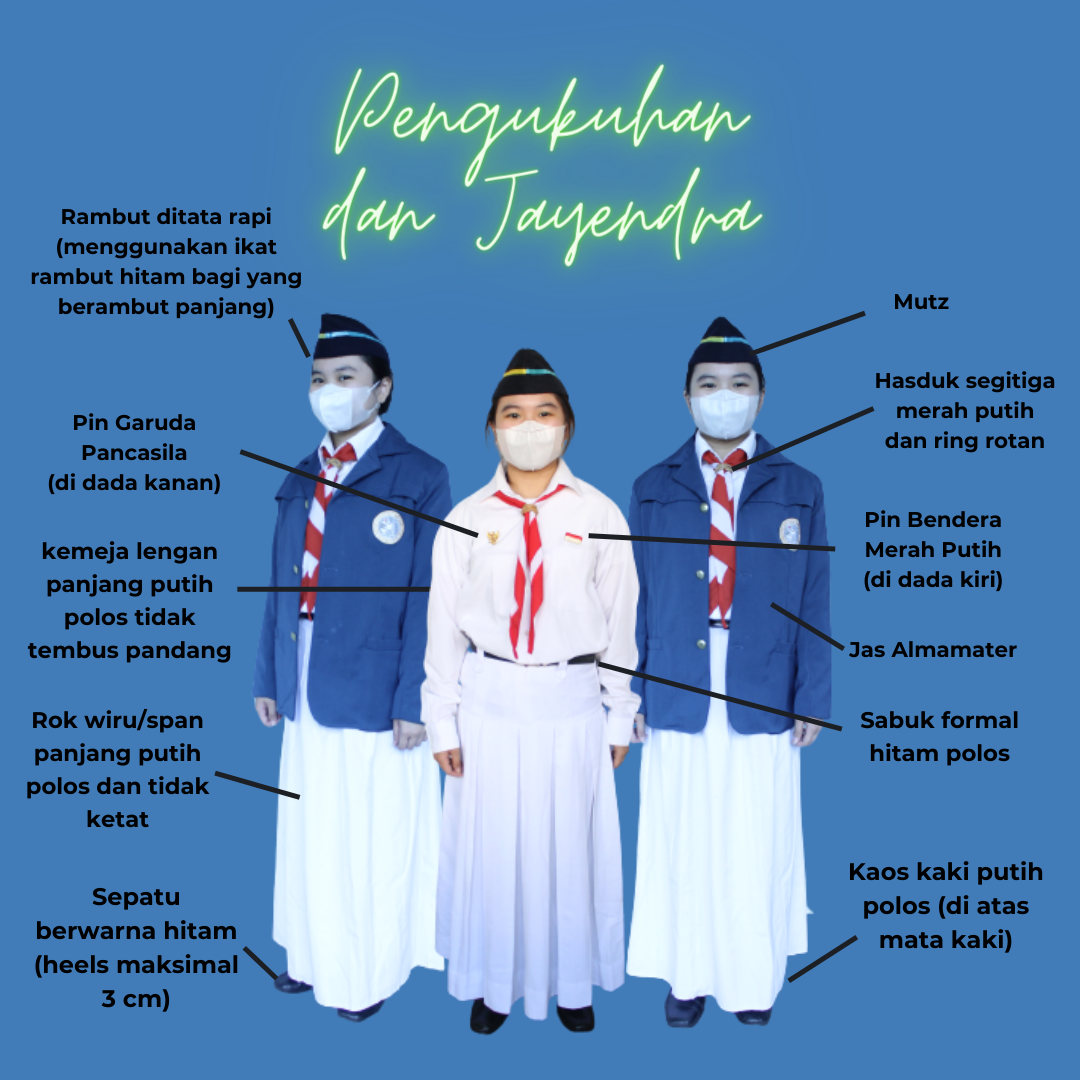 Pengukuhan
dan Jayendra
Rambut ditata rapi
(menggunakan ikat
rambut hitam bagi yang
berambut panjang)
Pin Garuda
Pancasila
(di dada kanan)
kemeja lengan
panjang putih
polos tidak
tembus pandang
Rok wiru/span
panjang putih
polos dan tidak
ketat
Sepatu
berwarna hitam
(heels maksimal
3 cm)
Mutz
Hasduk segitiga
merah putih
dan ring rotan
Pin Bendera
Merah Putih
(di dada kiri)
Jas Almamater
Sabuk formal
hitam polos
Kaos kaki putih
polos (di atas
mata kaki)